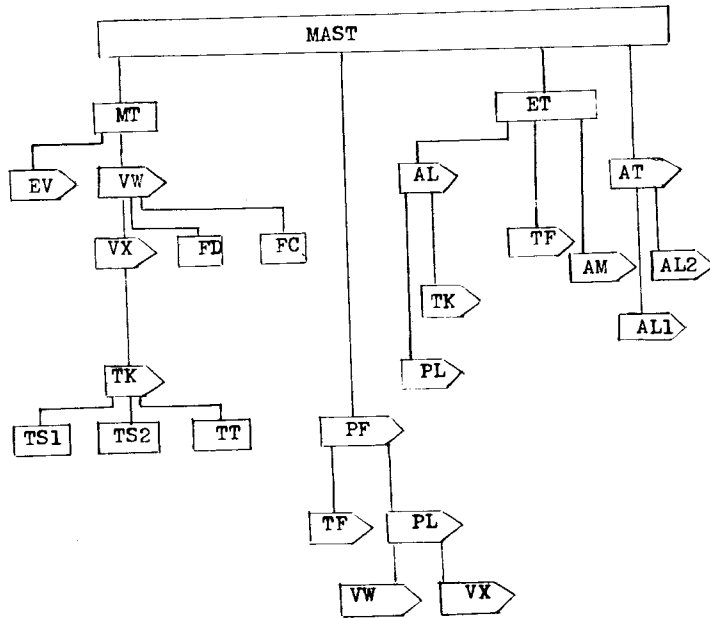 MAST
MT
ET
EV
VW
AL
AT
VX
FD
FC
TF
AM
AL2
TK
AL1
TK
PL
TS1
TS2
TT
PF
TF
PL
VW
VX